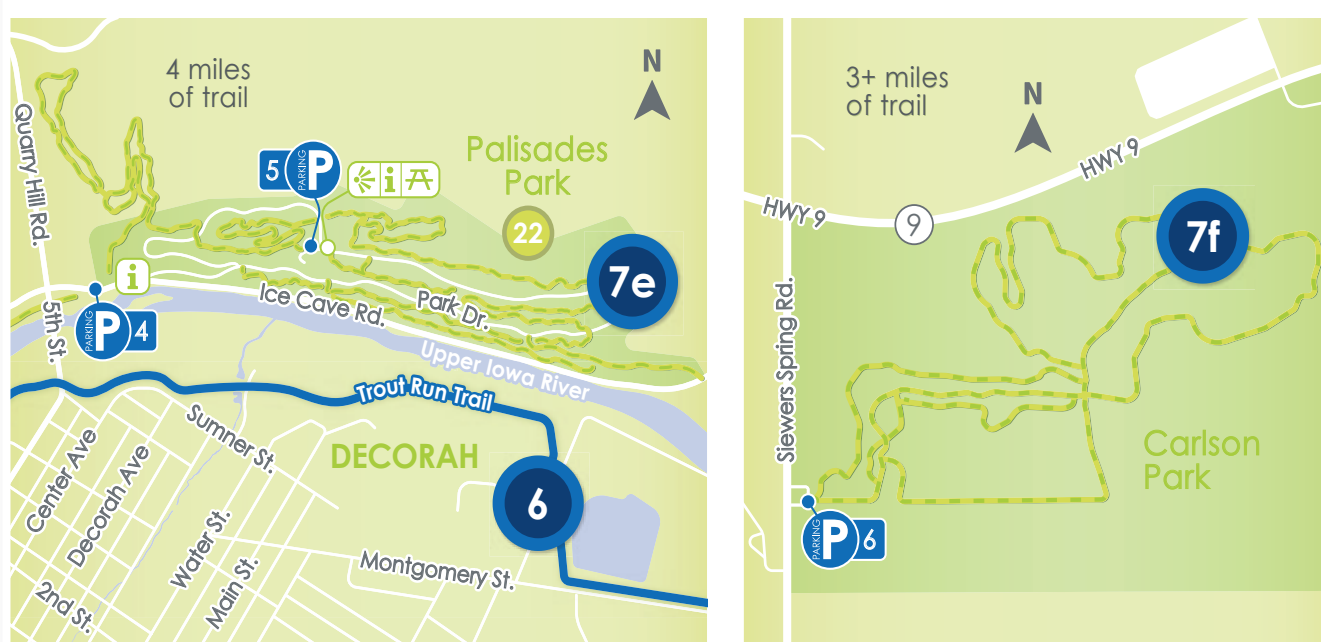 4 miles
of trail
N
Quarry Hill Rd.
5
PARKING
P
i
Palisades
Park
22
7e
i
Ice Cave Rd.
Park Dr.
5th St.
PARKING
P
4
Upper Iowa River
Trout Run Trail
Sumner St.
DECORAH
Center Ave
Decorah Ave
6
Water St.
Main St.
Montgomery St.
2nd St.
3+ miles
of trail
N
HWY 9
HWY 9
9
7f
Siewers Spring Rd.
Carlson
Park
PARKING
P
6